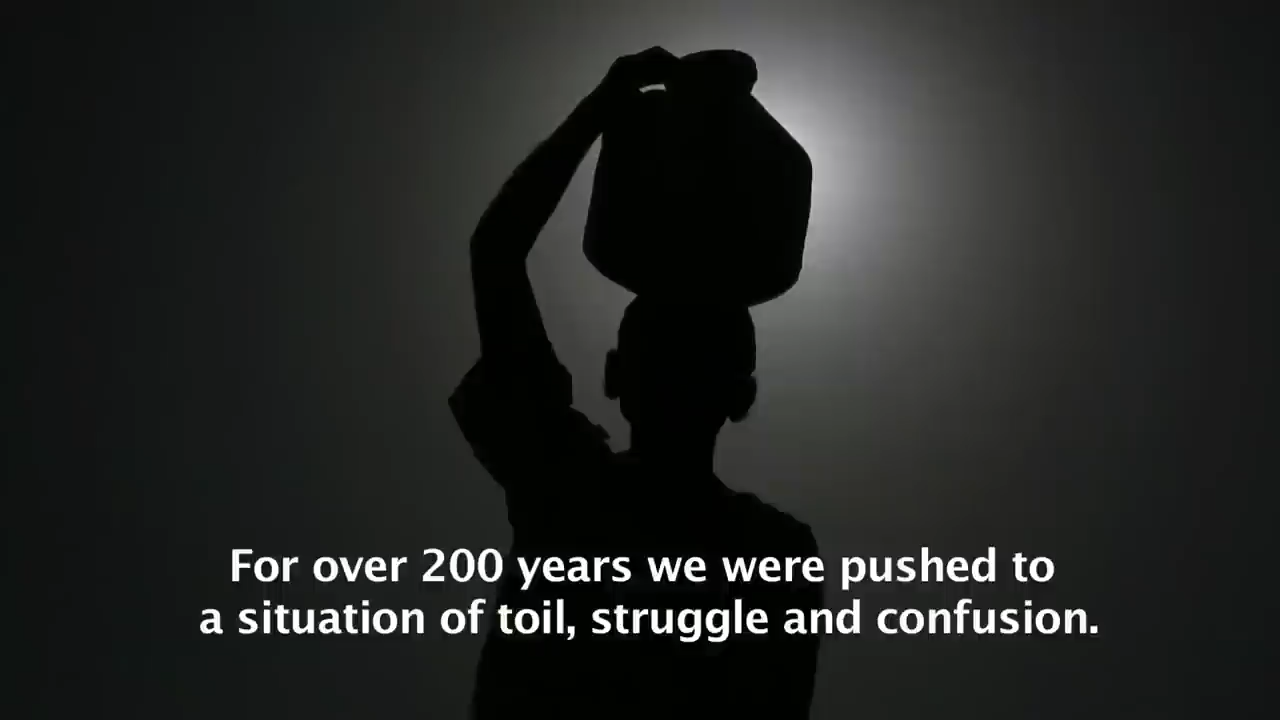 For over 200 years we were pushed to
a situation of toil, struggle and confusion.